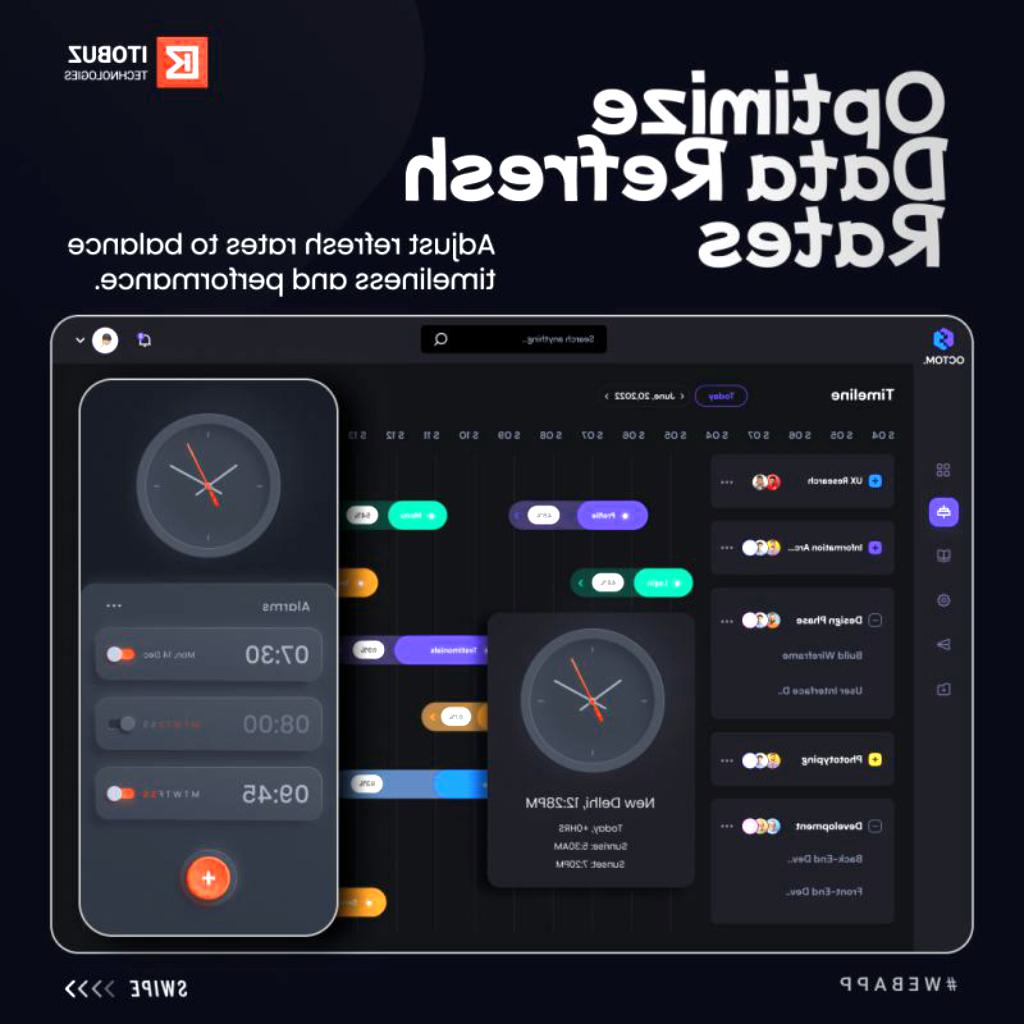 ITOBUZ
TECHNOLOGIES
Optimize
Data Refresh
Rates
Adjust refresh rates to balance
timeliness and performance.
OCTOM.
Search anything..
Timeline
Today
June, 20, 2022
S 04 S 05 S 06 S 07 S 04 S 05 S 06 S 07 S 08 S 09 S 10 S 11 S 12 S 13
UX Research
Profile
Menu
54%
Information Arc...
Login
Design Phase
Build Wireframe
User Interface D..
Testimonials
Phototyping
Development
Back-End Dev..
Front-End Dev..
New Delhi, 12:28PM
Today, +0HRS
Sunrise: 5:30AM
Sunset: 7:20PM
Alarms
07:30 Mon, 14 Dec
08:00 M T W T F S S
09:45 M T W T F S S
#WEBAPP
SWIPE